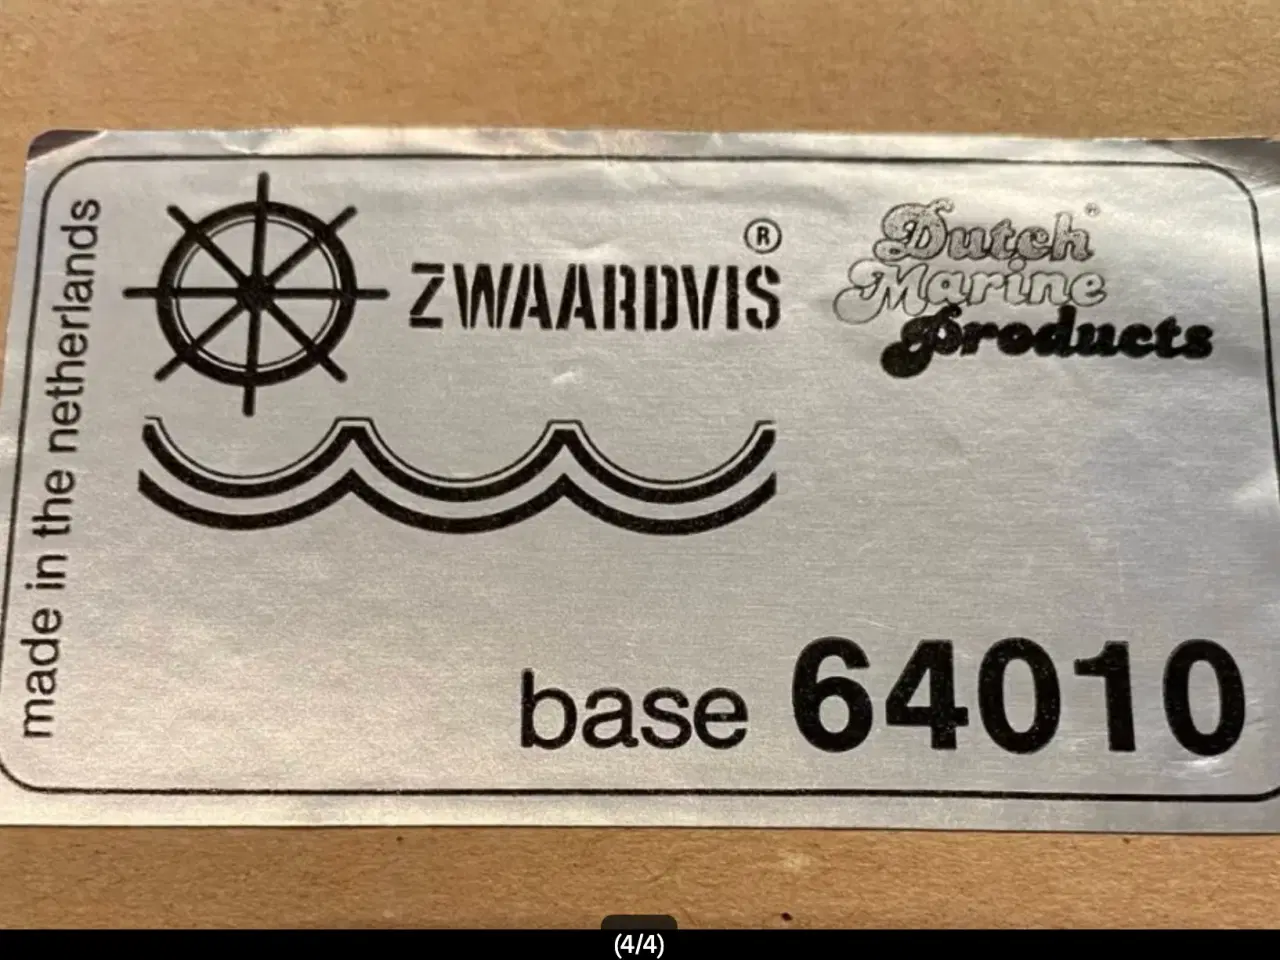 made in the netherlands
ZWAARDVIS ®
Dutch ®
Marine
Products
base 64010
(4/4)